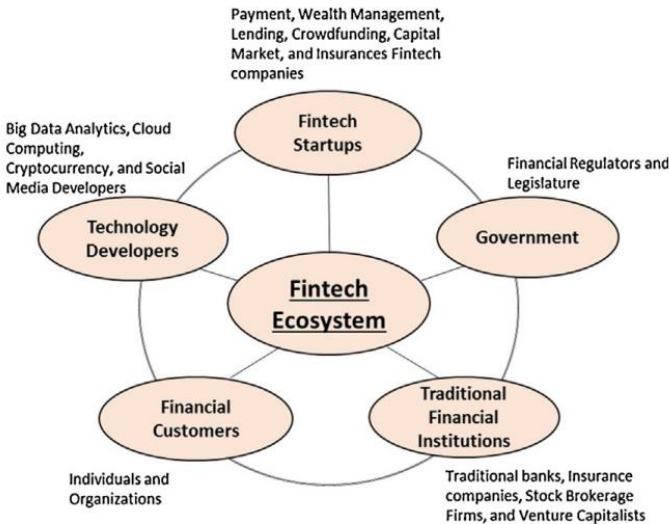 Payment, Wealth Management,
Lending, Crowdfunding, Capital
Market, and Insurances Fintech
companies
Fintech
Startups
Big Data Analytics, Cloud
Computing,
Cryptocurrency, and Social
Media Developers
Technology
Developers
Financial Regulators and
Legislature
Government
Fintech
Ecosystem
Financial
Customers
Individuals and
Organizations
Traditional
Financial
Institutions
Traditional banks, Insurance
companies, Stock Brokerage
Firms, and Venture Capitalists